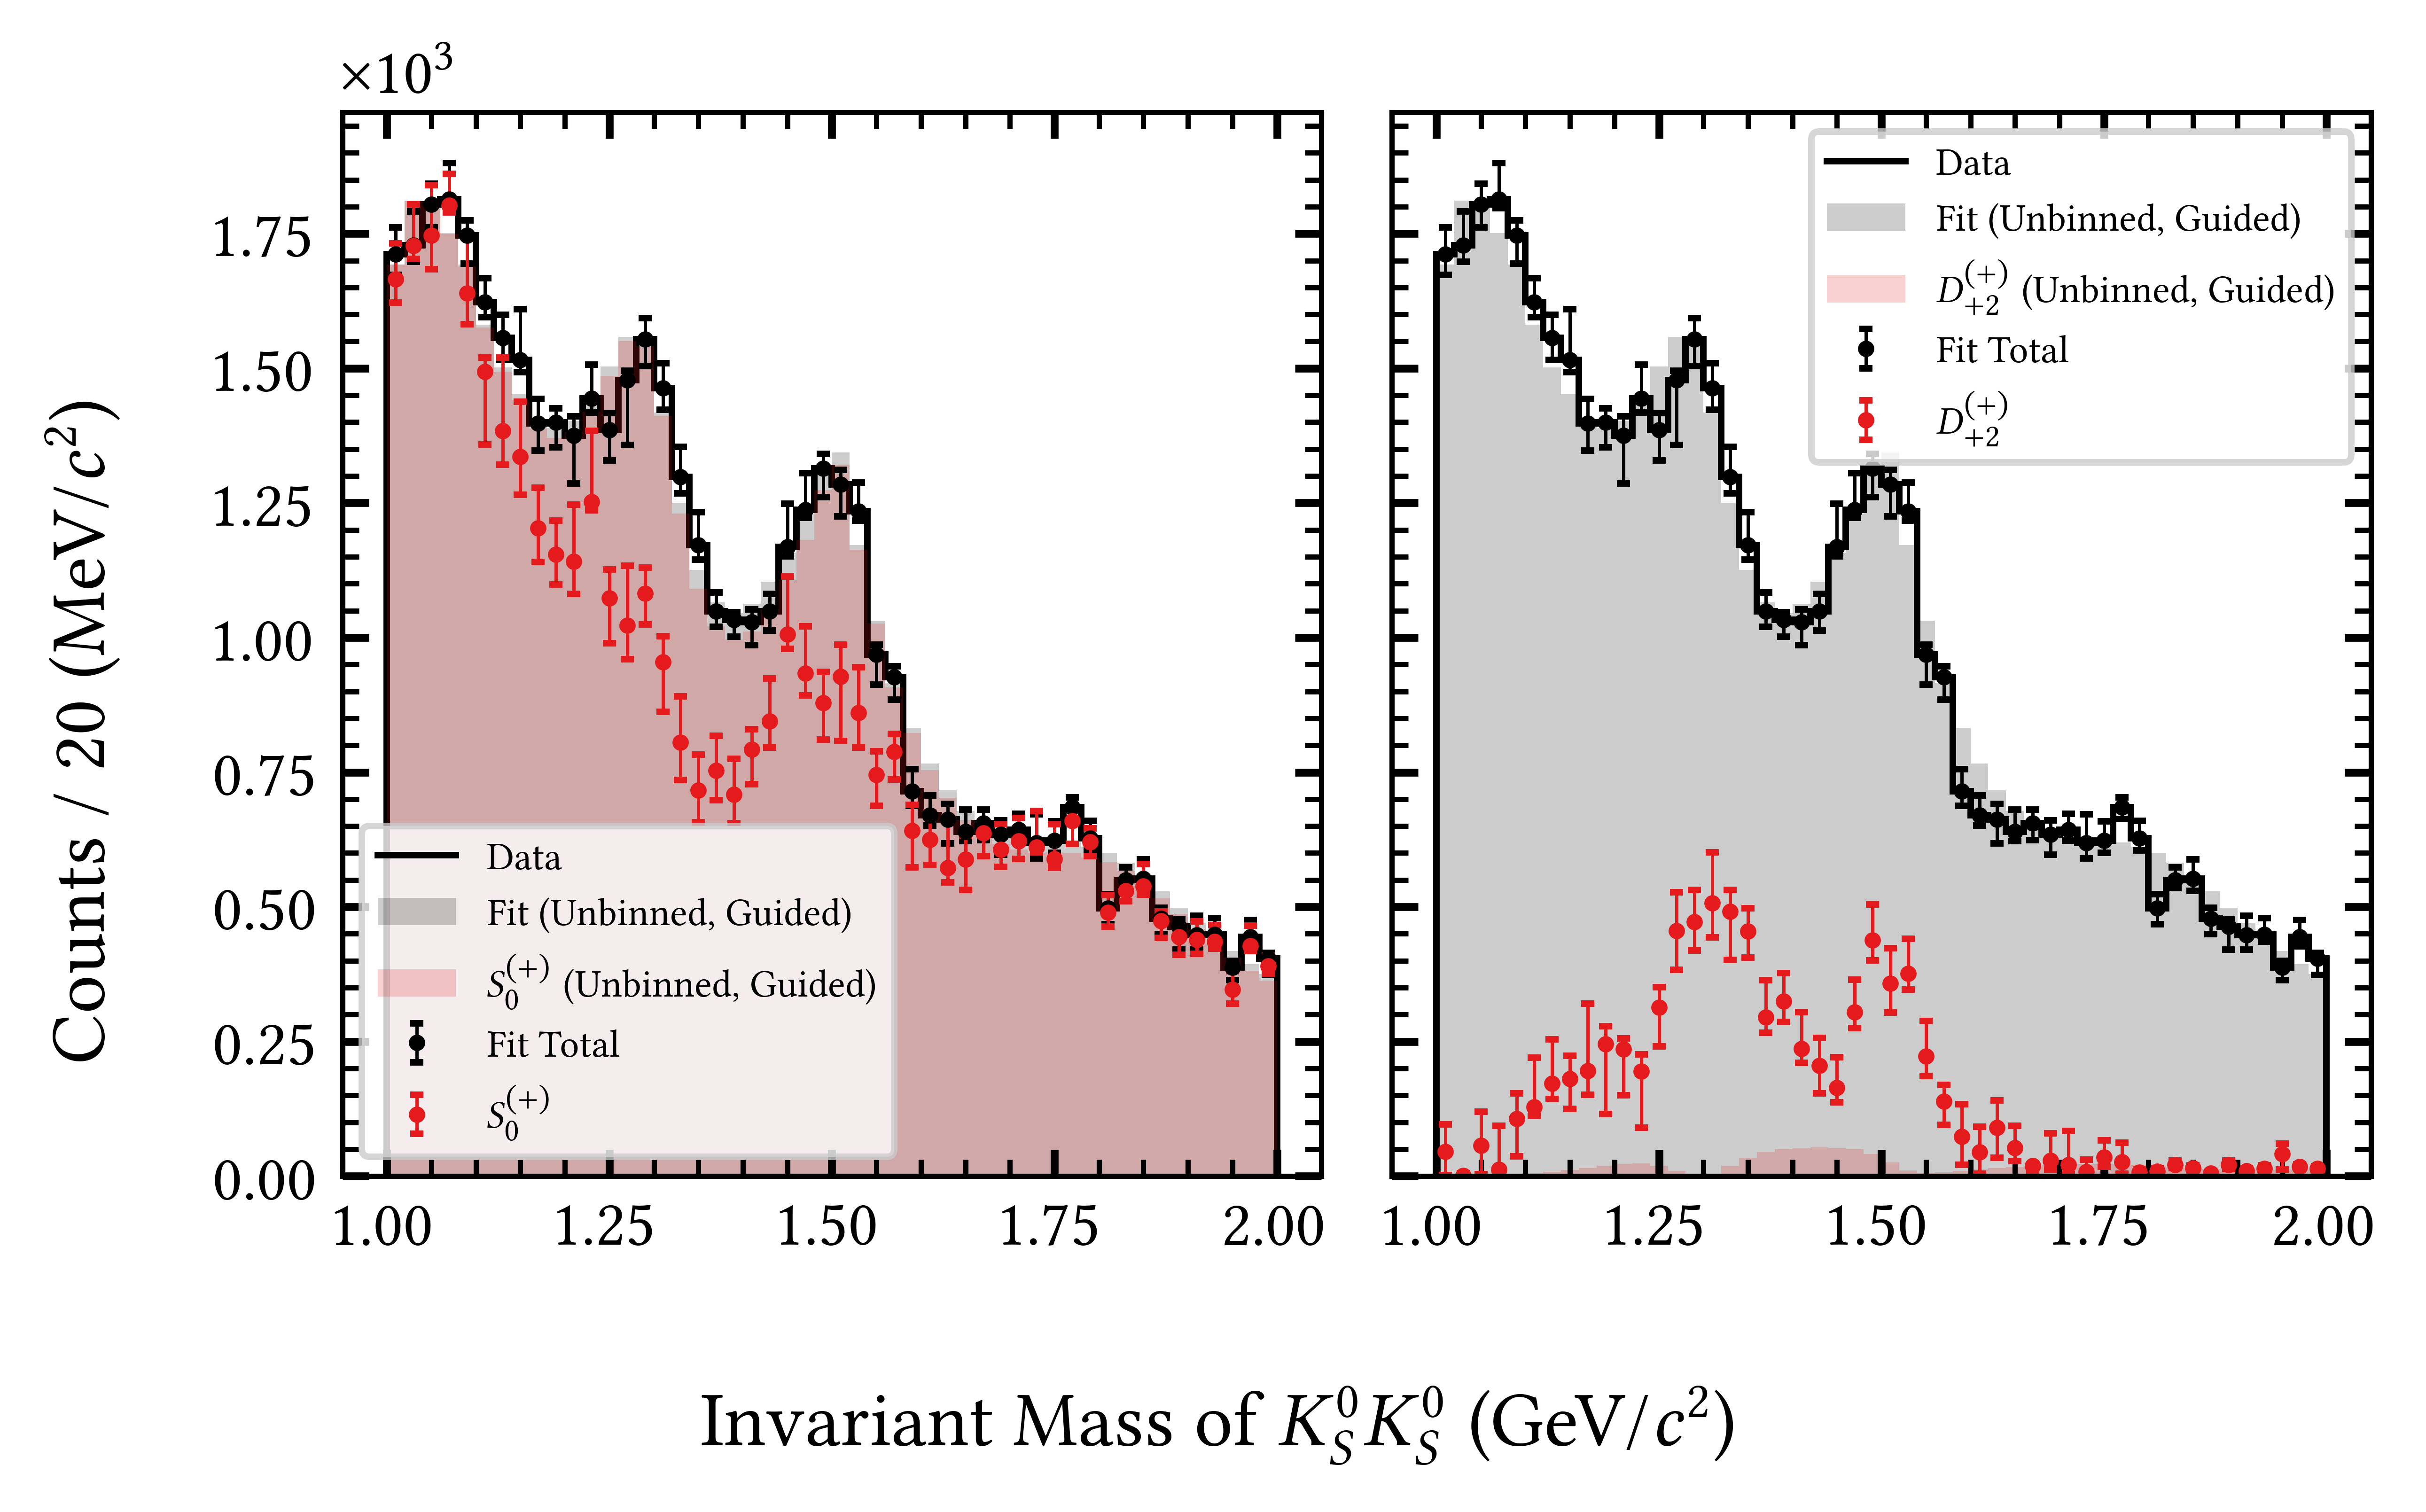 ×10³
Counts / 20 (MeV/c²)
1.75
1.50
1.25
1.00
0.75
0.50
0.25
0.00
Data
Fit (Unbinned, Guided)
S₀⁽⁺⁾ (Unbinned, Guided)
Fit Total
S₀⁽⁺⁾
1.00 1.25 1.50 1.75 2.00
Data
Fit (Unbinned, Guided)
D₊₂⁽⁺⁾ (Unbinned, Guided)
Fit Total
D₊₂⁽⁺⁾
1.00 1.25 1.50 1.75 2.00
Invariant Mass of K_S⁰K_S⁰ (GeV/c²)